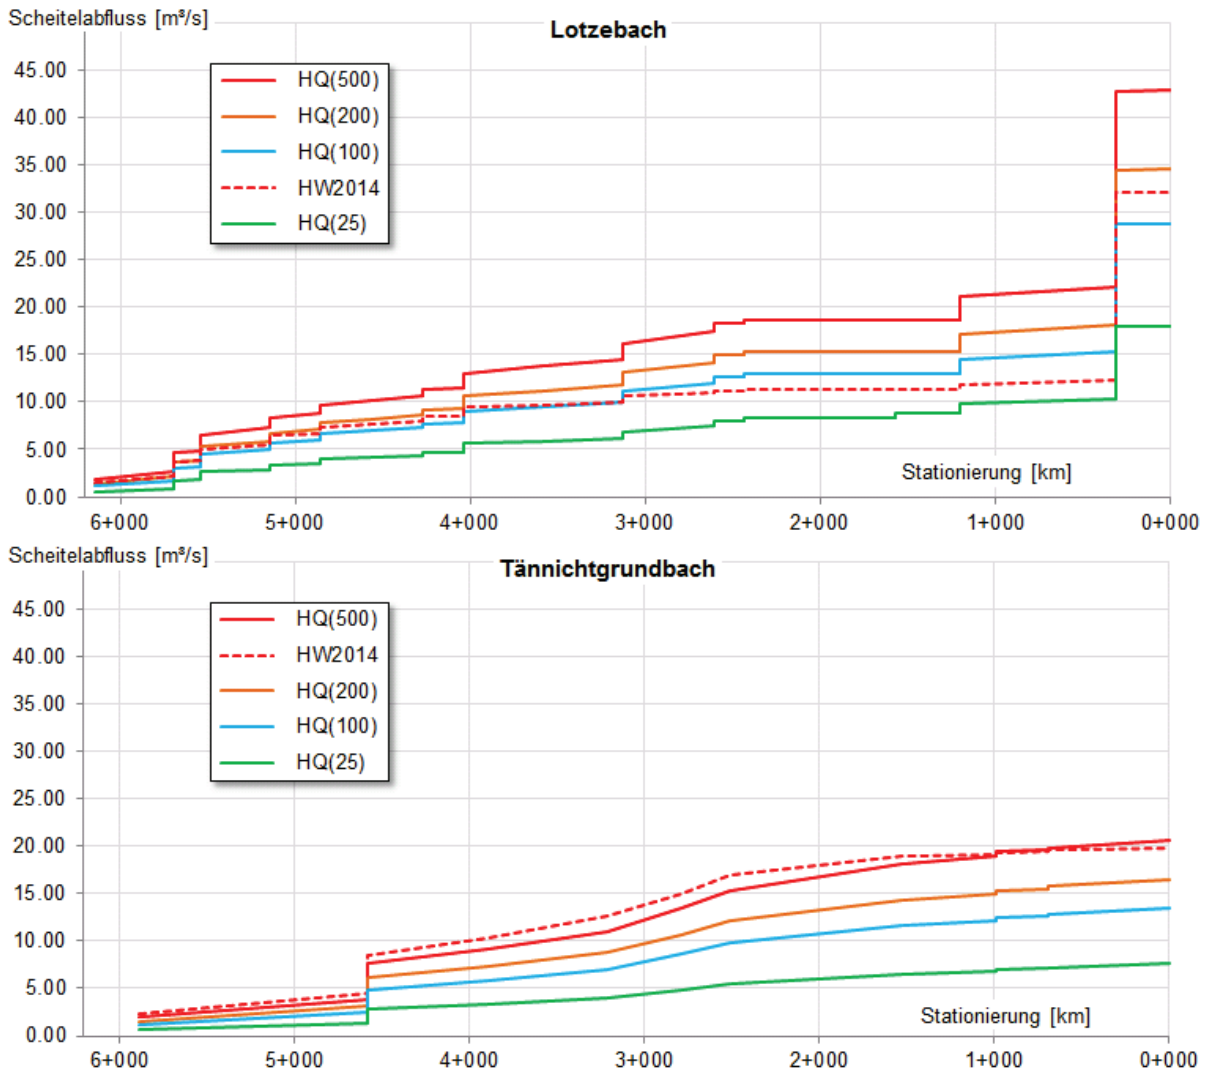 Scheitelabfluss [m³/s]
Lotzebach
45.00
40.00
35.00
30.00
25.00
20.00
15.00
10.00
5.00
0.00
HQ(500)
HQ(200)
HQ(100)
HW2014
HQ(25)
Stationierung [km]
6+000 5+000 4+000 3+000 2+000 1+000 0+000
Scheitelabfluss [m³/s]
Tännichtgrundbach
45.00
40.00
35.00
30.00
25.00
20.00
15.00
10.00
5.00
0.00
HQ(500)
HW2014
HQ(200)
HQ(100)
HQ(25)
Stationierung [km]
6+000 5+000 4+000 3+000 2+000 1+000 0+000